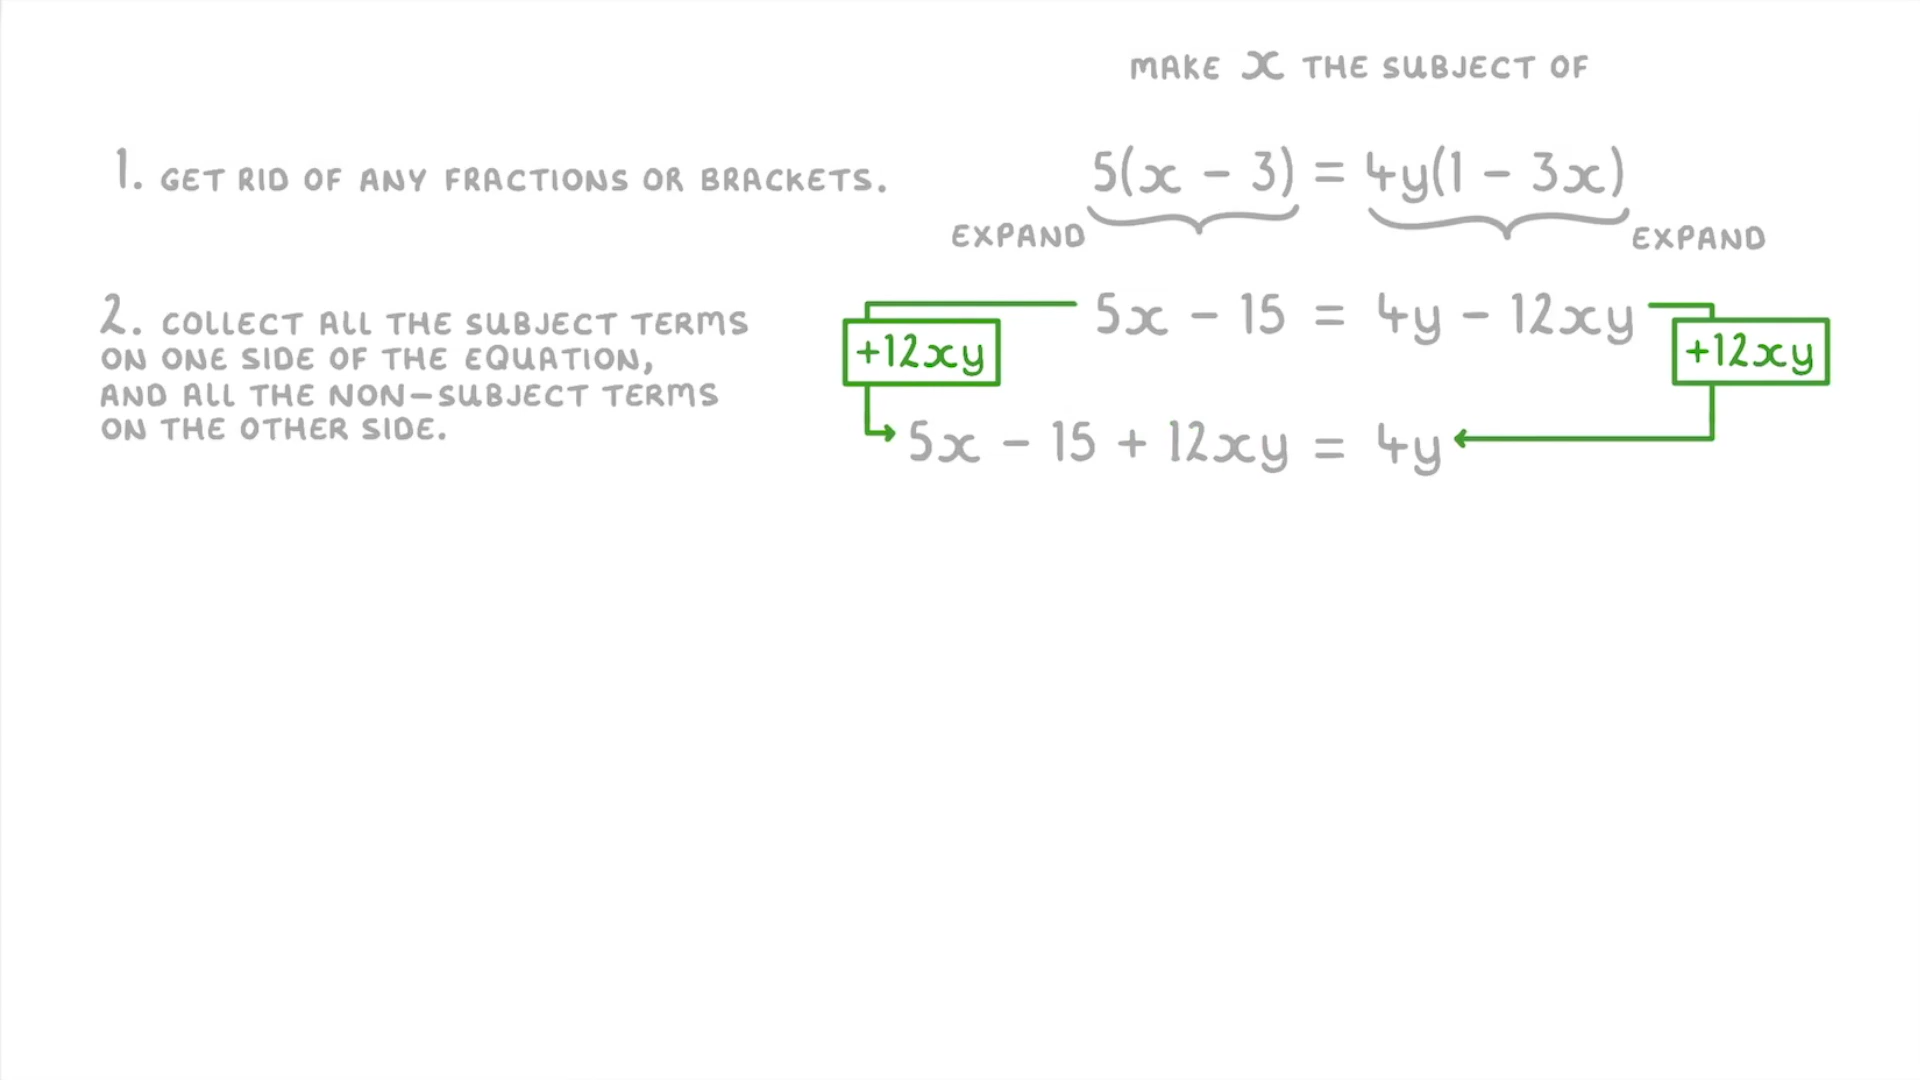 MAKE x THE SUBJECT OF
1. GET RID OF ANY FRACTIONS OR BRACKETS.
5(x - 3) = 4y(1 - 3x)
EXPAND
EXPAND
2. COLLECT ALL THE SUBJECT TERMS
ON ONE SIDE OF THE EQUATION,
AND ALL THE NON-SUBJECT TERMS
ON THE OTHER SIDE.
5x - 15 = 4y - 12xy
+12xy
+12xy
5x - 15 + 12xy = 4y